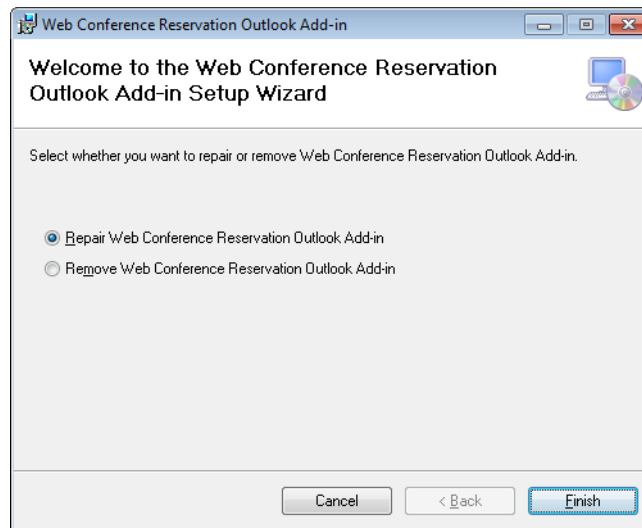 Web Conference Reservation Outlook Add-in
Welcome to the Web Conference Reservation
Outlook Add-in Setup Wizard
Select whether you want to repair or remove Web Conference Reservation Outlook Add-in.
Repair Web Conference Reservation Outlook Add-in
Remove Web Conference Reservation Outlook Add-in
Cancel
< Back
Finish